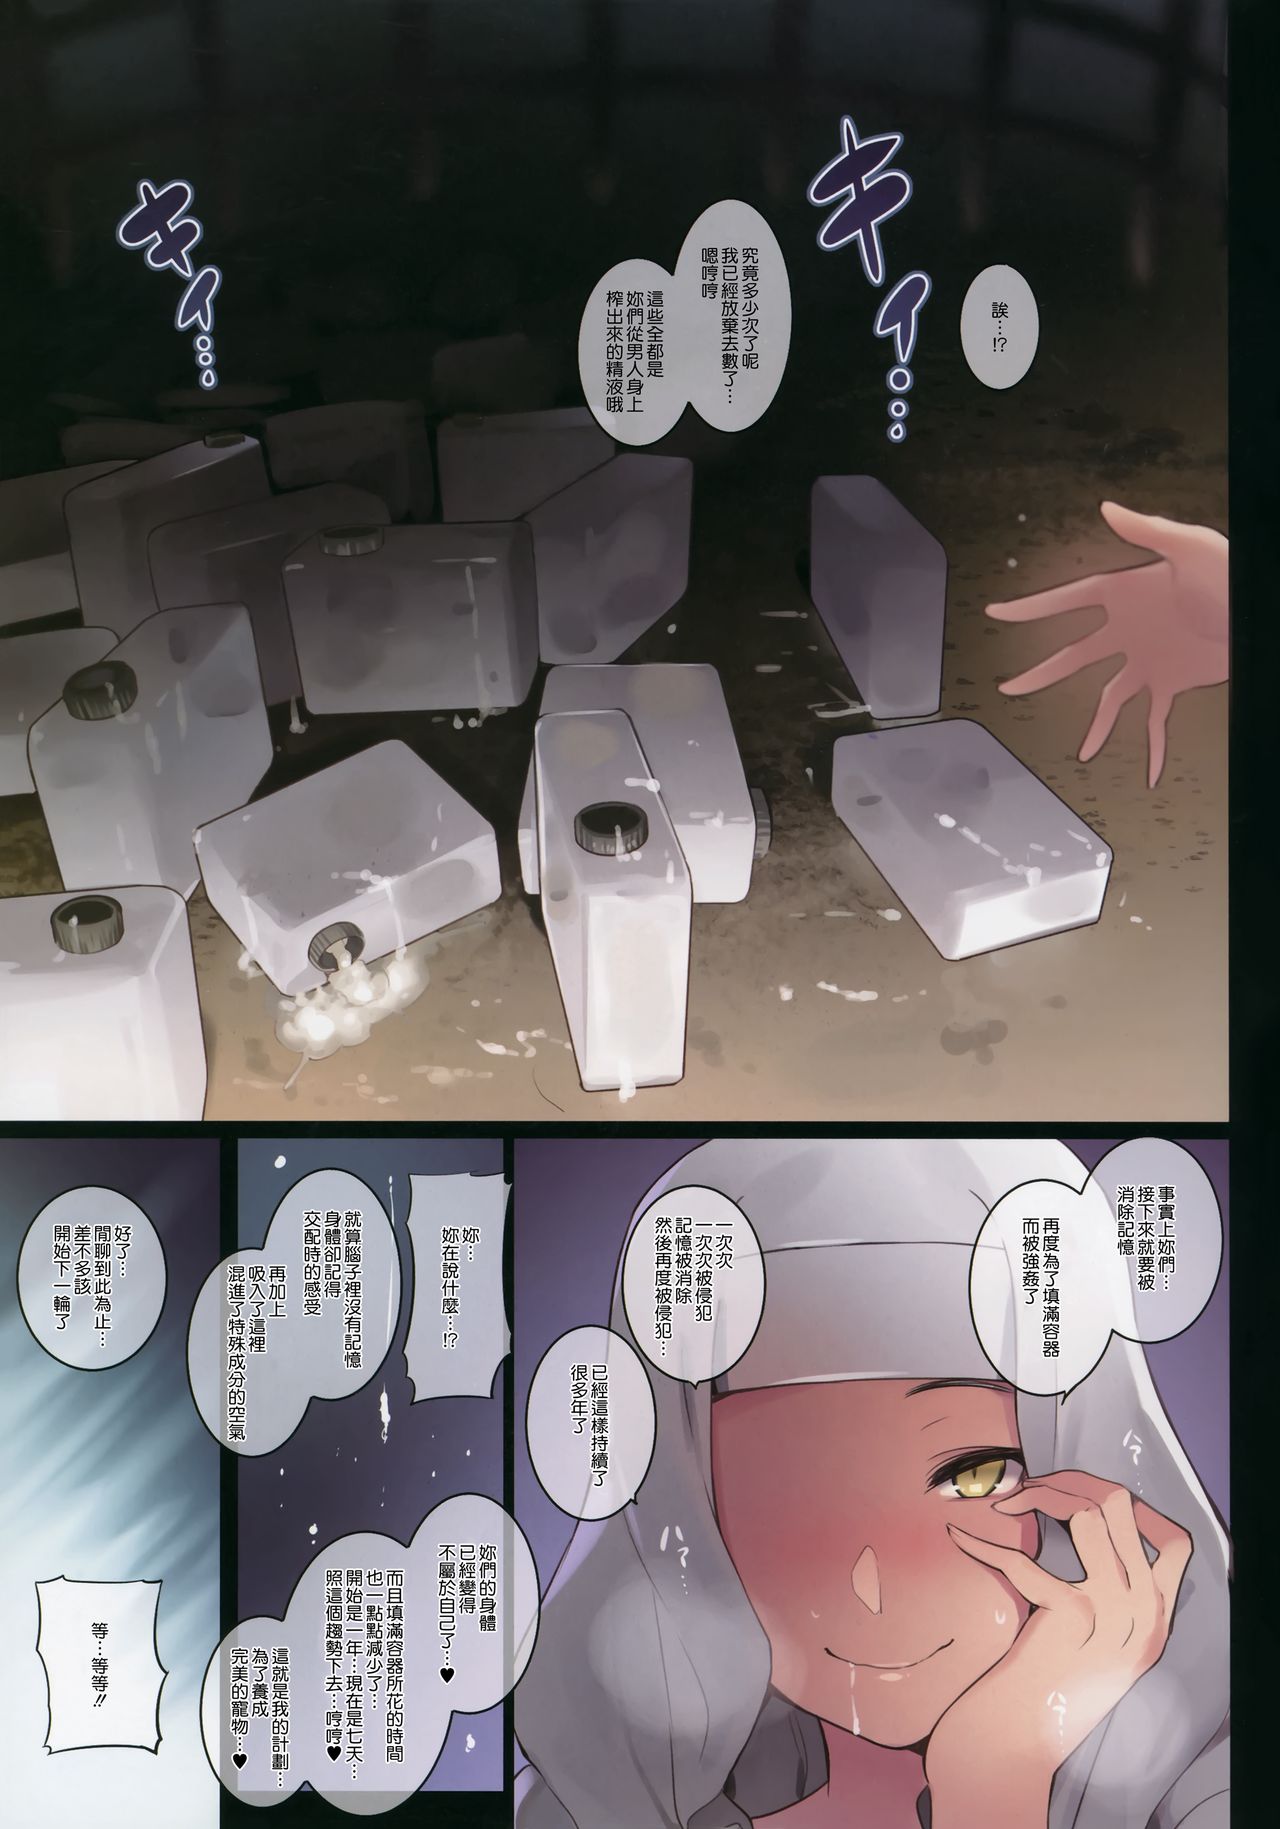 誒…!?
キィ…
究竟多少次了呢
我已經放棄去數了…
嗯哼哼
這些全都是
妳們從男人身上
榨出來的精液哦
キィ…
事實上妳們…
接下來就要被
消除記憶
再度為了填滿容器
而被強姦了
一次次
一次次被侵犯
記憶被消除
然後再度被侵犯…
已經這樣持續了
很多年了
妳…
妳在說什麼…!?
就算腦子裡沒有記憶
身體卻記得
交配時的感受
再加上
吸入了這裡
混進了特殊成分的空氣
妳們的身體
已經變得
不屬於自己了…♥
而且填滿容器所花的時間
也一點點減少了…
開始是一年…現在是七天…
照這個趨勢下去…哼哼♥
這就是我的計劃…
為了養成
完美的寵物…♥
好了…
閒聊到此為止…
差不多該
開始下一輪了
等…等等!!